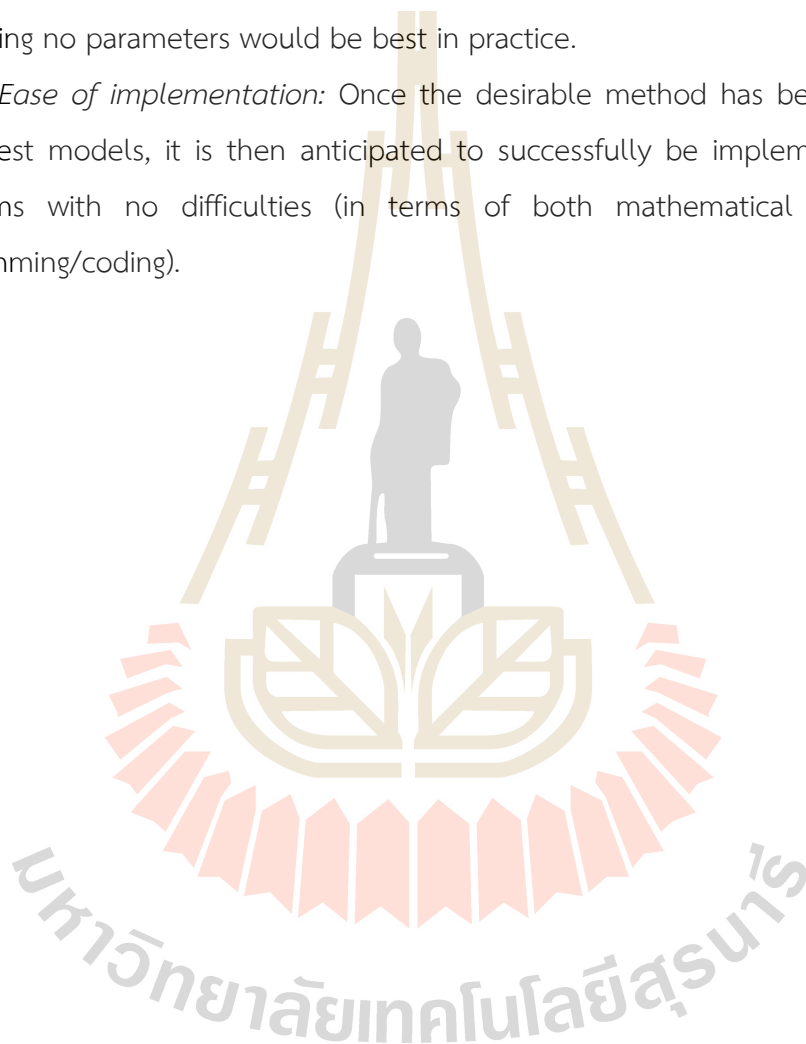 ing no parameters would be best in practice.
Ease of implementation: Once the desirable method has be
est models, it is then anticipated to successfully be implem
ms with no difficulties (in terms of both mathematical
mming/coding).
มหาวิทยาลัยเทคโนโลยีสุรนารี